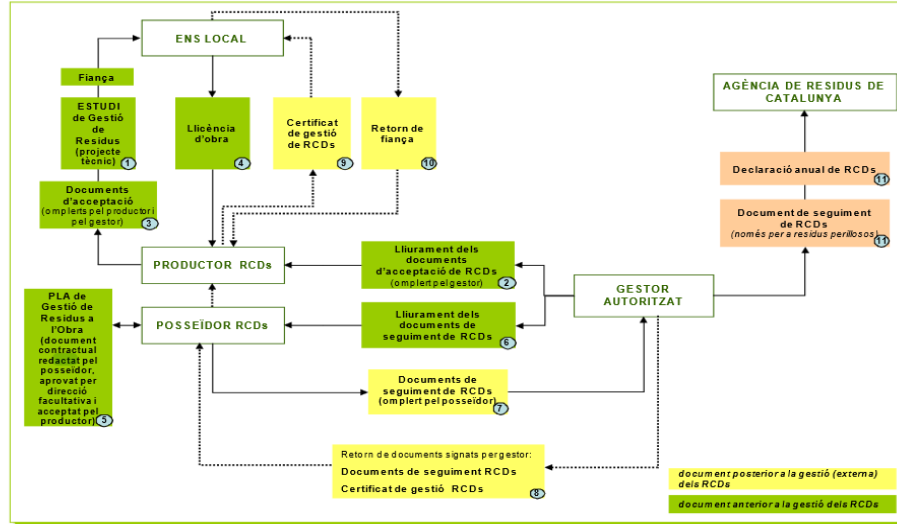 ENS LOCAL
Fiança
ESTUDI
de Gestió
de
Residus
(projecte
tècnic)
1
Llicència
d'obra
4
Certificat
de gestió
de RCDs
9
Retorn de
fiança
10
AGÈNCIA DE RESIDUS DE
CATALUNYA
Declaració anual de RCDs
11
Documents
d'acceptació
(omplerts pel productor i
pel gestor)
3
Document de seguiment
de RCDs
(només per a residus perillosos)
11
PRODUCTOR RCDs
Lliurament dels
documents
d'acceptació de RCDs
(omplert pel gestor)
2
GESTOR
AUTORITZAT
PLA de
Gestió de
Residus a
l'Obra
(document
contractual
redactat pel
posseïdor,
aprovat per
direcció
facultativa i
acceptat pel
productor)
5
POSSEÏDOR RCDs
Lliurament dels
documents de
seguiment de RCDs
6
Documents de
seguiment de RCDs
(omplert pel posseïdor)
7
Retorn de documents signats per gestor:
Documents de seguiment RCDs
Certificat de gestió RCDs
8
document posterior a la gestió (externa)
dels RCDs
document anterior a la gestió dels RCDs